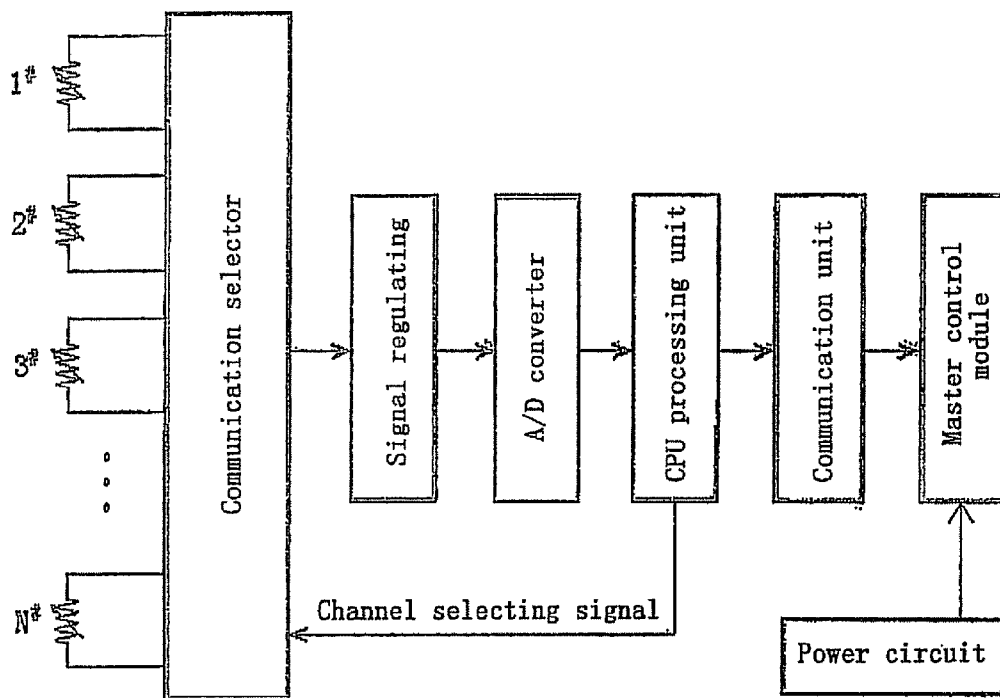 1#
2#
3#
N#
Communication selector
Signal regulating
A/D converter
CPU processing unit
Communication unit
Master control
module
Channel selecting signal
Power circuit